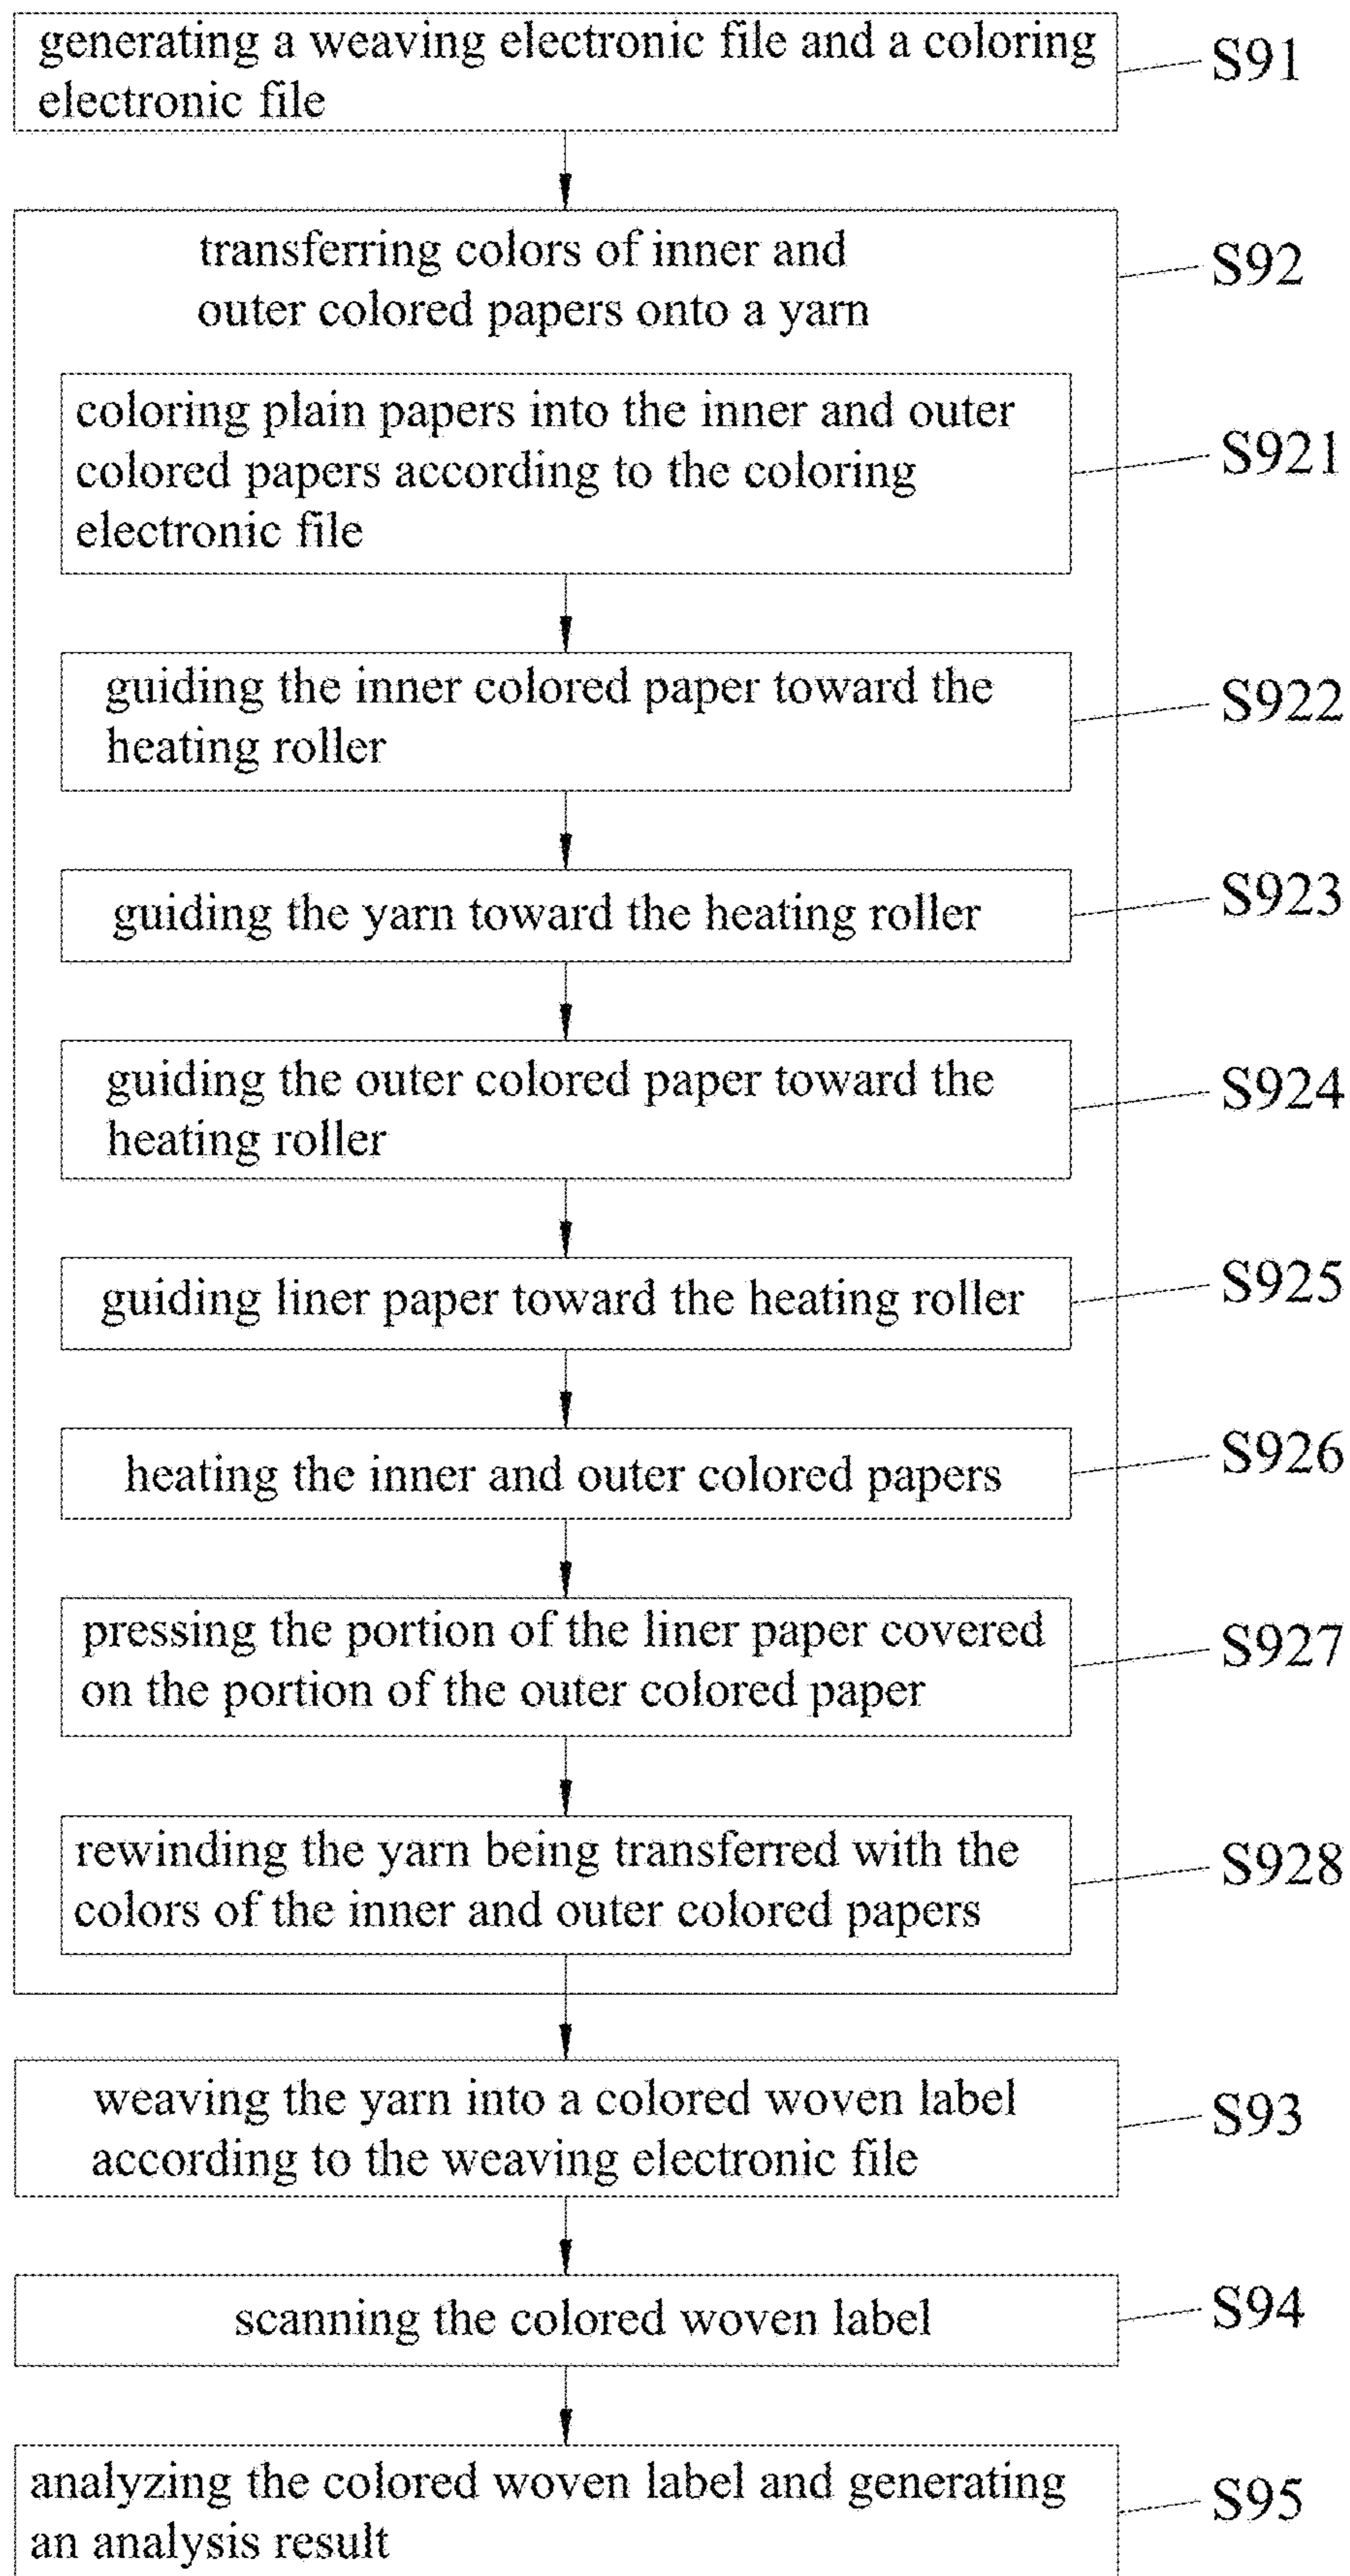 generating a weaving electronic file and a coloring
electronic file
S91
transferring colors of inner and
outer colored papers onto a yarn
S92
coloring plain papers into the inner and outer
colored papers according to the coloring
electronic file
S921
guiding the inner colored paper toward the
heating roller
S922
guiding the yarn toward the heating roller
S923
guiding the outer colored paper toward the
heating roller
S924
guiding liner paper toward the heating roller
S925
heating the inner and outer colored papers
S926
pressing the portion of the liner paper covered
on the portion of the outer colored paper
S927
rewinding the yarn being transferred with the
colors of the inner and outer colored papers
S928
weaving the yarn into a colored woven label
according to the weaving electronic file
S93
scanning the colored woven label
S94
analyzing the colored woven label and generating
an analysis result
S95